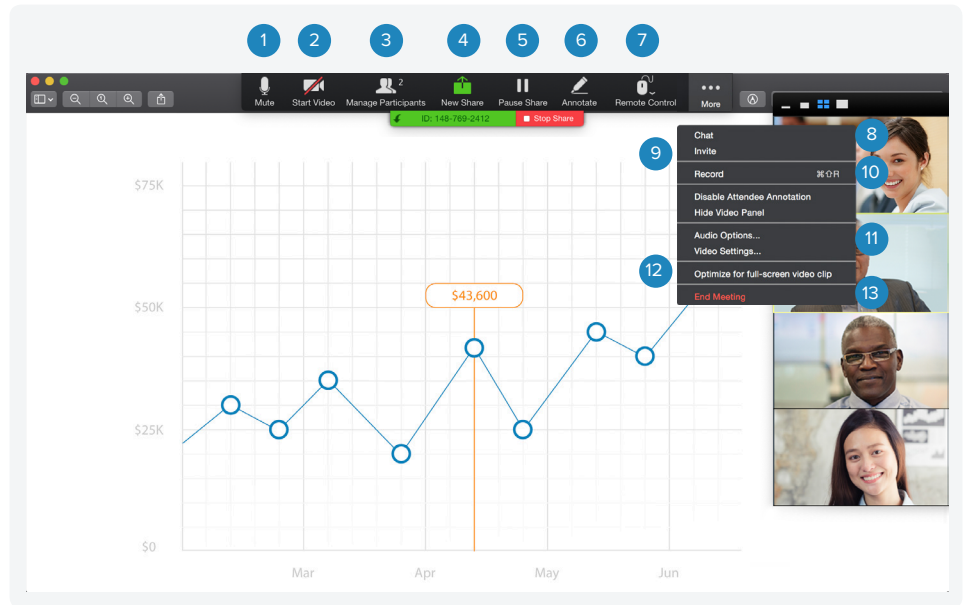 1 2 3 4 5 6 7
2
Mute Start Video Manage Participants New Share Pause Share Annotate Remote Control More
ID: 148-769-2412 Stop Share
Chat 8
Invite 9
Record ⌘⇧R 10
Disable Attendee Annotation
Hide Video Panel
Audio Options... 11
Video Settings...
12 Optimize for full-screen video clip
End Meeting 13
$75K
$50K
$43,600
$25K
$0
Mar Apr May Jun